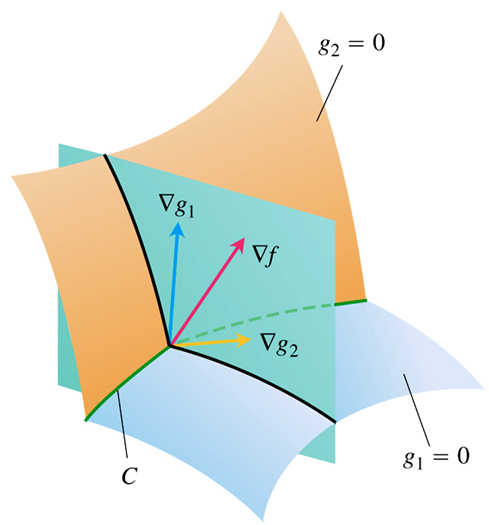 g₂ = 0
∇g₁
∇f
∇g₂
g₁ = 0
C